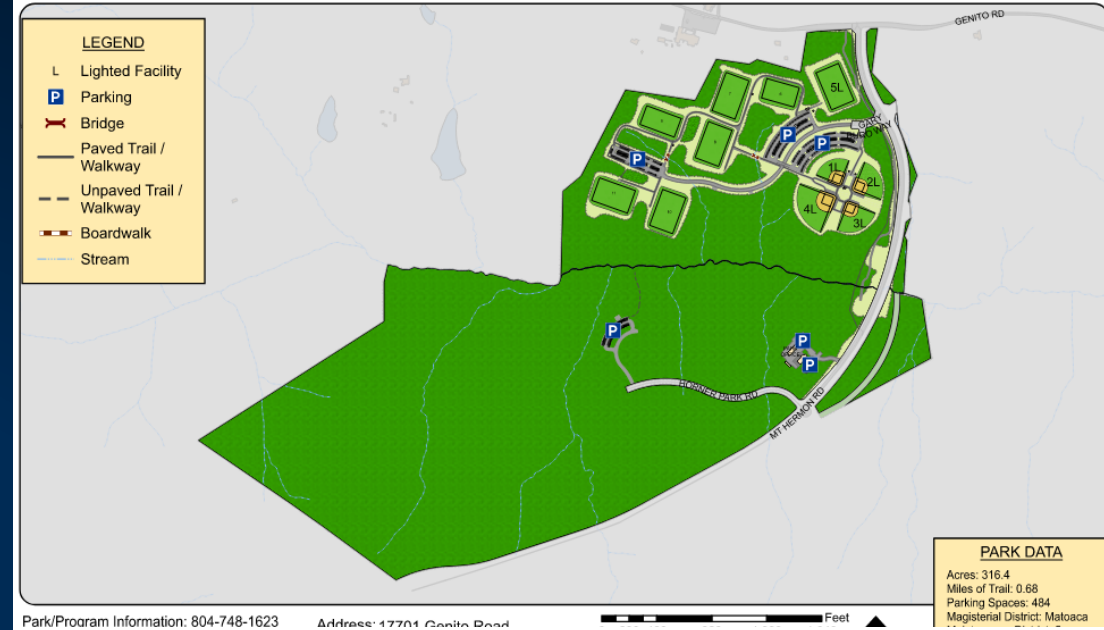 LEGEND
L Lighted Facility
P Parking
Bridge
Paved Trail /
Walkway
Unpaved Trail /
Walkway
Boardwalk
Stream
GENITO RD
5L
GARY
WAY
P
P
P
1L
2L
4L
3L
P
P
P
HORNER PARK RD
MT HERMON RD
PARK DATA
Acres: 316.4
Miles of Trail: 0.68
Parking Spaces: 484
Magisterial District: Matoaca
Park/Program Information: 804-748-1623
Address: 17701 Genito Road
Feet